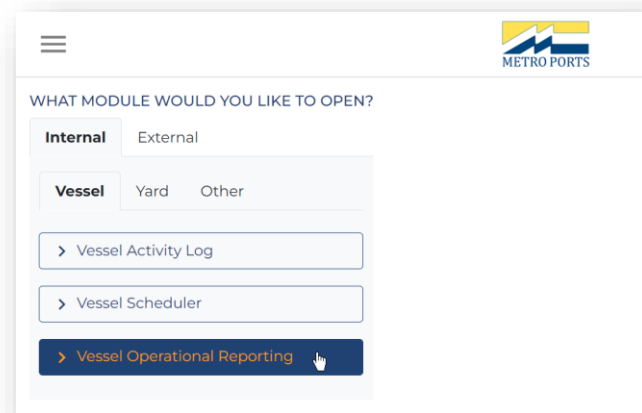 METRO PORTS
WHAT MODULE WOULD YOU LIKE TO OPEN?
Internal External
Vessel Yard Other
Vessel Activity Log
Vessel Scheduler
Vessel Operational Reporting